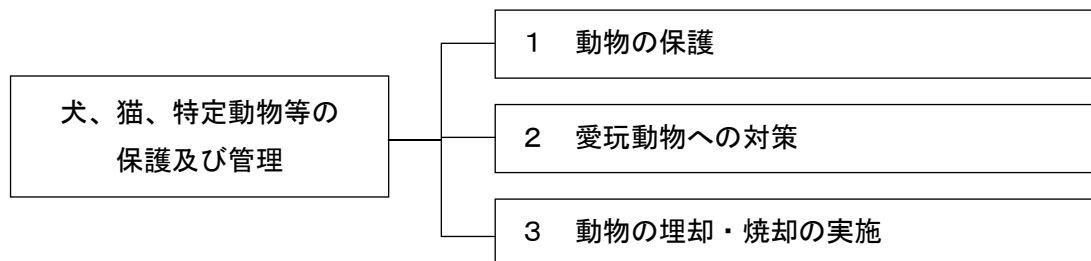 犬、猫、特定動物等の
保護及び管理
１　動物の保護
２　愛玩動物への対策
３　動物の埋却・焼却の実施